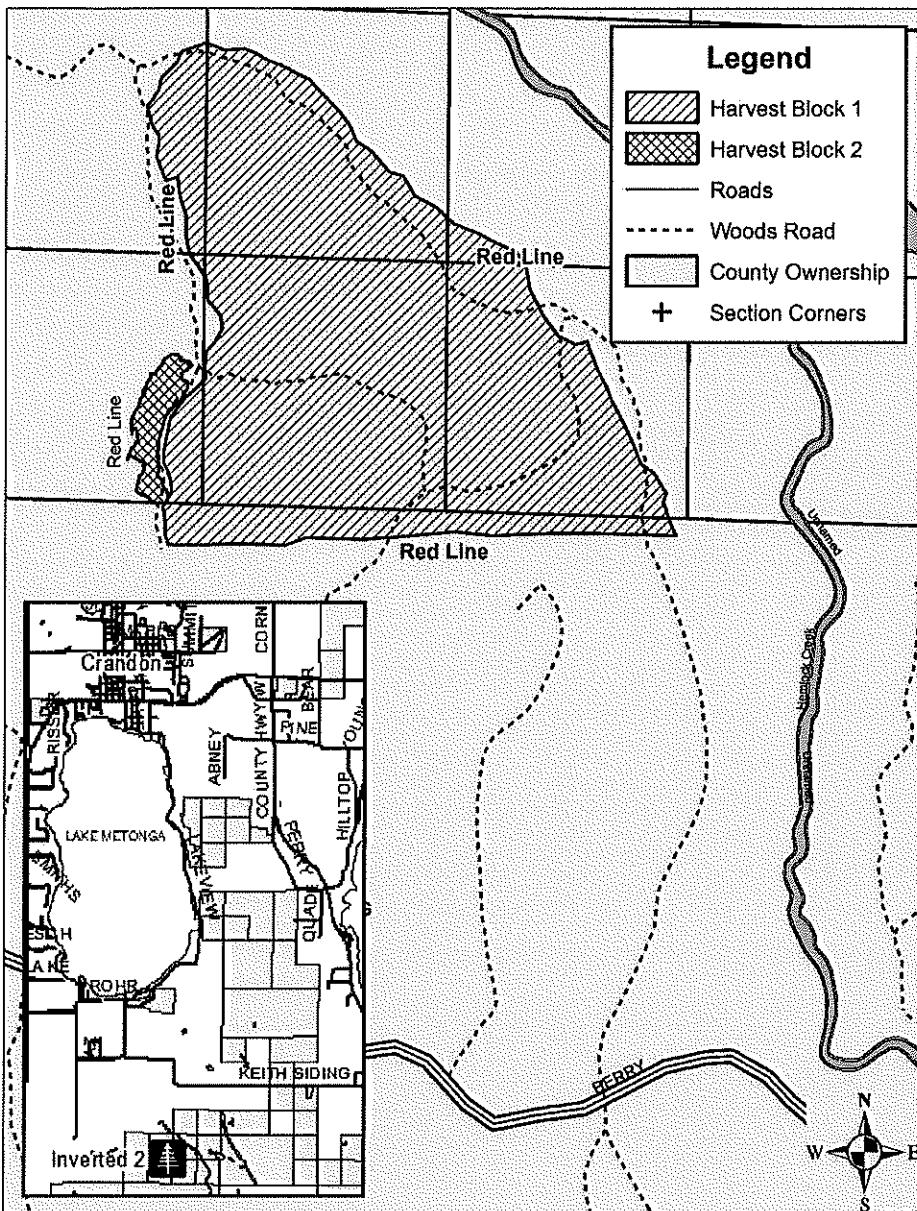 Legend
Harvest Block 1
Harvest Block 2
Roads
Woods Road
County Ownership
Section Corners
Red Line
Red Line
Red Line
Red Line
Unnamed
Hemlock Creek
Crandon
CORN
BEAR
PINE
ABNEY
COUNTY HWY W
HILLTOP
PERRY
LAKE METONGA
LAKEVIEW
QUADE
LAKE
ROHR
KEITH SIDING
Inverted 2
PERRY
N
W
E
S